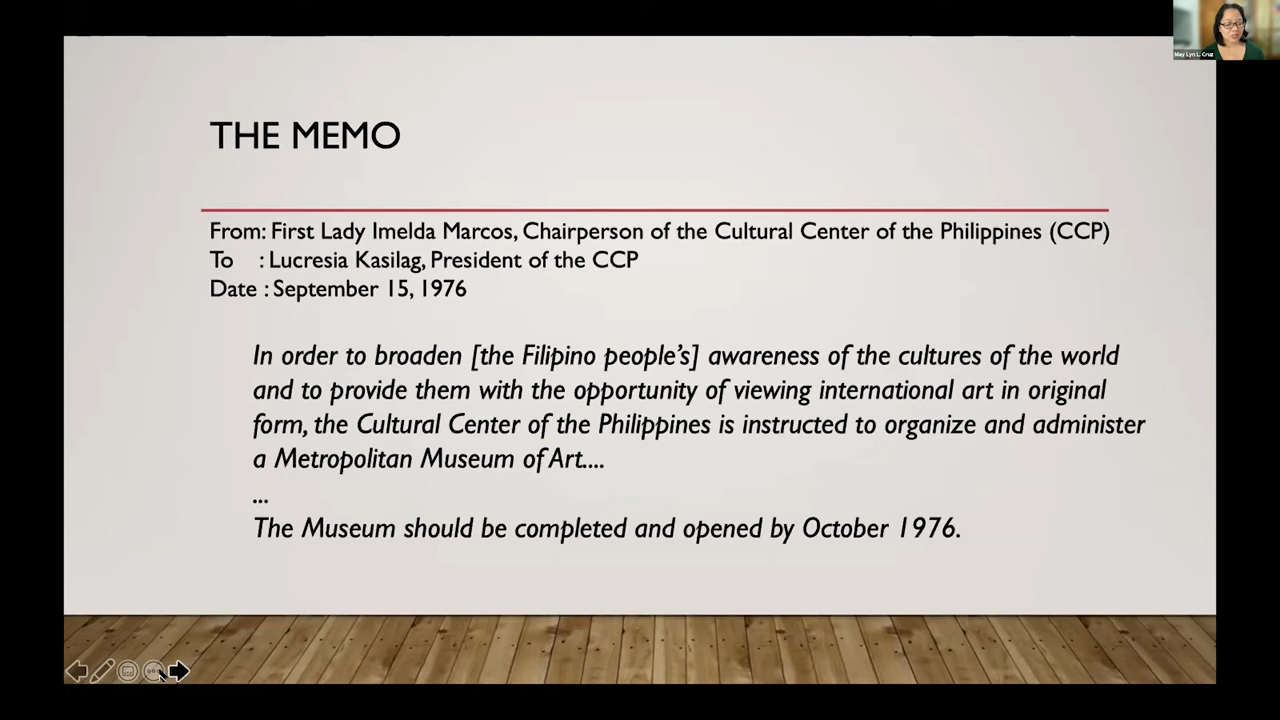 May Lyn L. Cruz
THE MEMO
From: First Lady Imelda Marcos, Chairperson of the Cultural Center of the Philippines (CCP)
To : Lucresia Kasilag, President of the CCP
Date : September 15, 1976
In order to broaden [the Filipino people's] awareness of the cultures of the world
and to provide them with the opportunity of viewing international art in original
form, the Cultural Center of the Philippines is instructed to organize and administer
a Metropolitan Museum of Art....
...
The Museum should be completed and opened by October 1976.